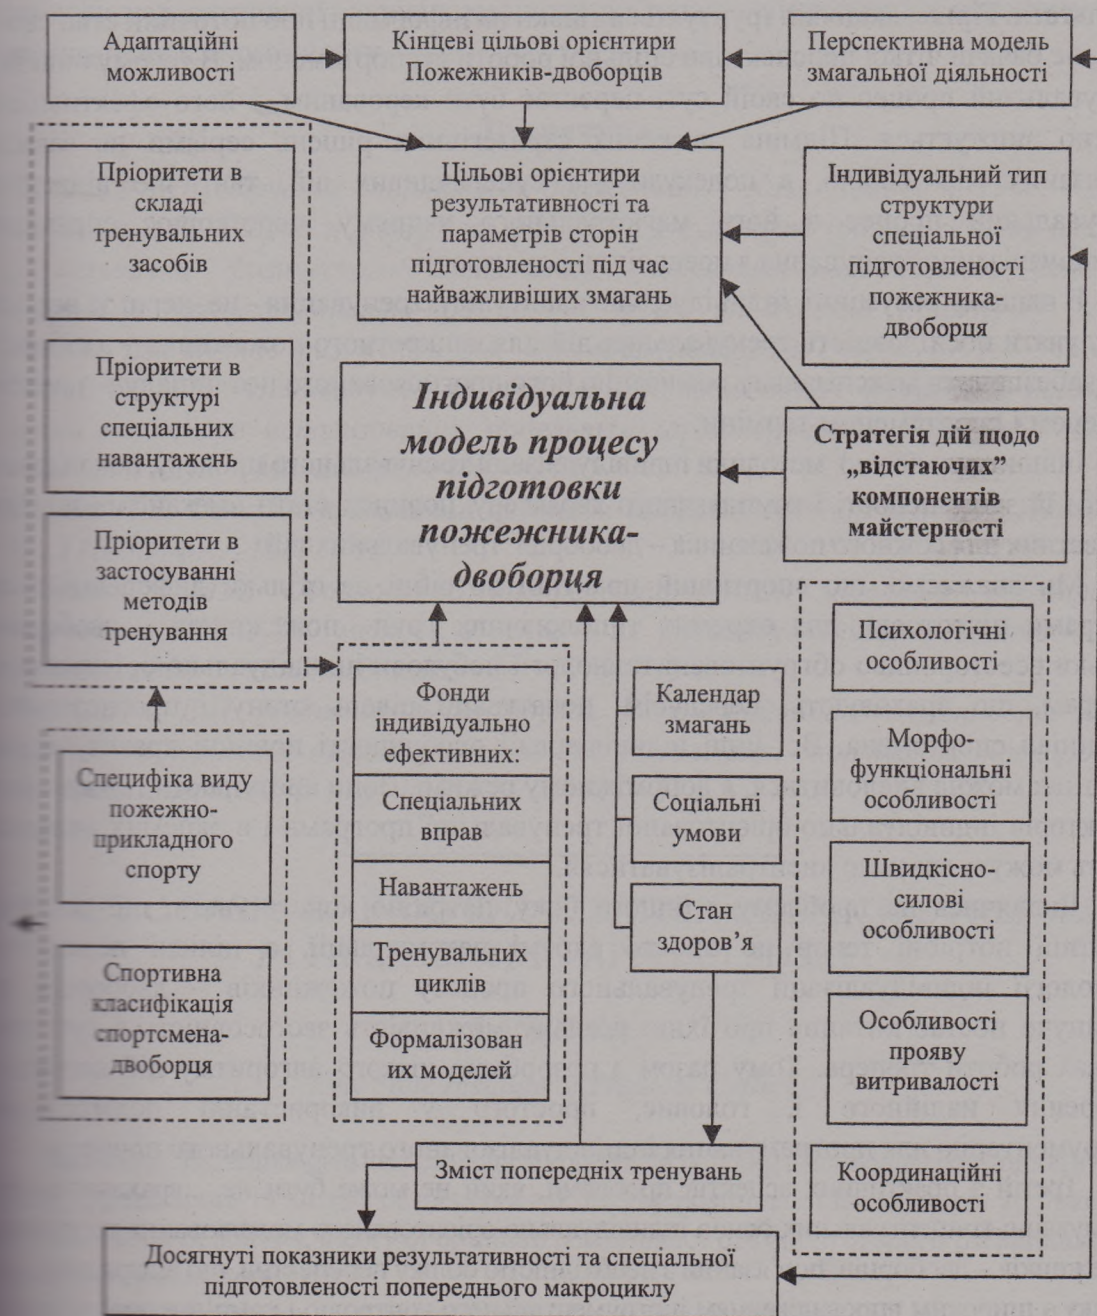 Адаптаційні
можливості
Кінцеві цільові орієнтири
Пожежників-двоборців
Перспективна модель
змагальної діяльності
Пріоритети в
складі
тренувальних
засобів
Цільові орієнтири
результативності та
параметрів сторін
підготовленості під час
найважливіших змагань
Індивідуальний тип
структури
спеціальної
підготовленості
пожежника-
двоборця
Пріоритети в
структурі
спеціальних
навантажень
Індивідуальна
модель процесу
підготовки
пожежника-
двоборця
Стратегія дій щодо
„відстаючих”
компонентів
майстерності
Пріоритети в
застосуванні
методів
тренування
Фонди
індивідуально
ефективних:
Спеціальних
вправ
Навантажень
Тренувальних
циклів
Формалізован
их моделей
Календар
змагань
Соціальні
умови
Стан
здоров’я
Психологічні
особливості
Морфо-
функціональні
особливості
Швидкісно-
силові
особливості
Особливості
прояву
витривалості
Координаційні
особливості
Специфіка виду
пожежно-
прикладного
спорту
Спортивна
класифікація
спортсмена-
двоборця
Зміст попередніх тренувань
Досягнуті показники результативності та спеціальної
підготовленості попереднього макроциклу